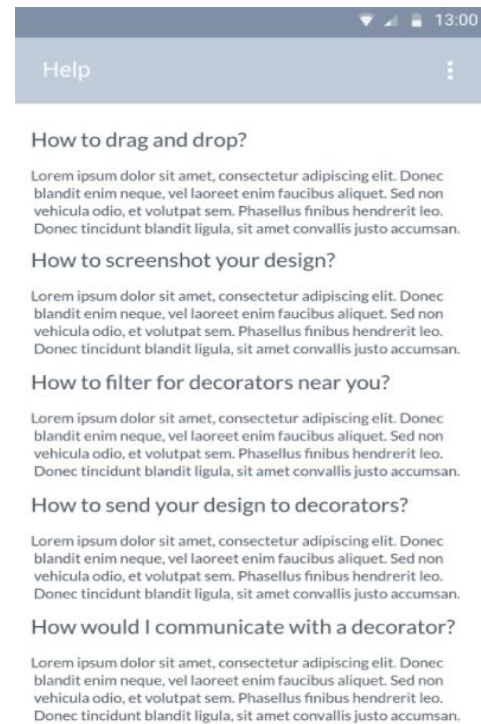 13:00
Help
How to drag and drop?
Lorem ipsum dolor sit amet, consectetur adipiscing elit. Donec
blandit enim neque, vel laoreet enim faucibus aliquet. Sed non
vehicula odio, et volutpat sem. Phasellus finibus hendrerit leo.
Donec tincidunt blandit ligula, sit amet convallis justo accumsan.
How to screenshot your design?
Lorem ipsum dolor sit amet, consectetur adipiscing elit. Donec
blandit enim neque, vel laoreet enim faucibus aliquet. Sed non
vehicula odio, et volutpat sem. Phasellus finibus hendrerit leo.
Donec tincidunt blandit ligula, sit amet convallis justo accumsan.
How to filter for decorators near you?
Lorem ipsum dolor sit amet, consectetur adipiscing elit. Donec
blandit enim neque, vel laoreet enim faucibus aliquet. Sed non
vehicula odio, et volutpat sem. Phasellus finibus hendrerit leo.
Donec tincidunt blandit ligula, sit amet convallis justo accumsan.
How to send your design to decorators?
Lorem ipsum dolor sit amet, consectetur adipiscing elit. Donec
blandit enim neque, vel laoreet enim faucibus aliquet. Sed non
vehicula odio, et volutpat sem. Phasellus finibus hendrerit leo.
Donec tincidunt blandit ligula, sit amet convallis justo accumsan.
How would I communicate with a decorator?
Lorem ipsum dolor sit amet, consectetur adipiscing elit. Donec
blandit enim neque, vel laoreet enim faucibus aliquet. Sed non
vehicula odio, et volutpat sem. Phasellus finibus hendrerit leo.
Donec tincidunt blandit ligula, sit amet convallis justo accumsan.